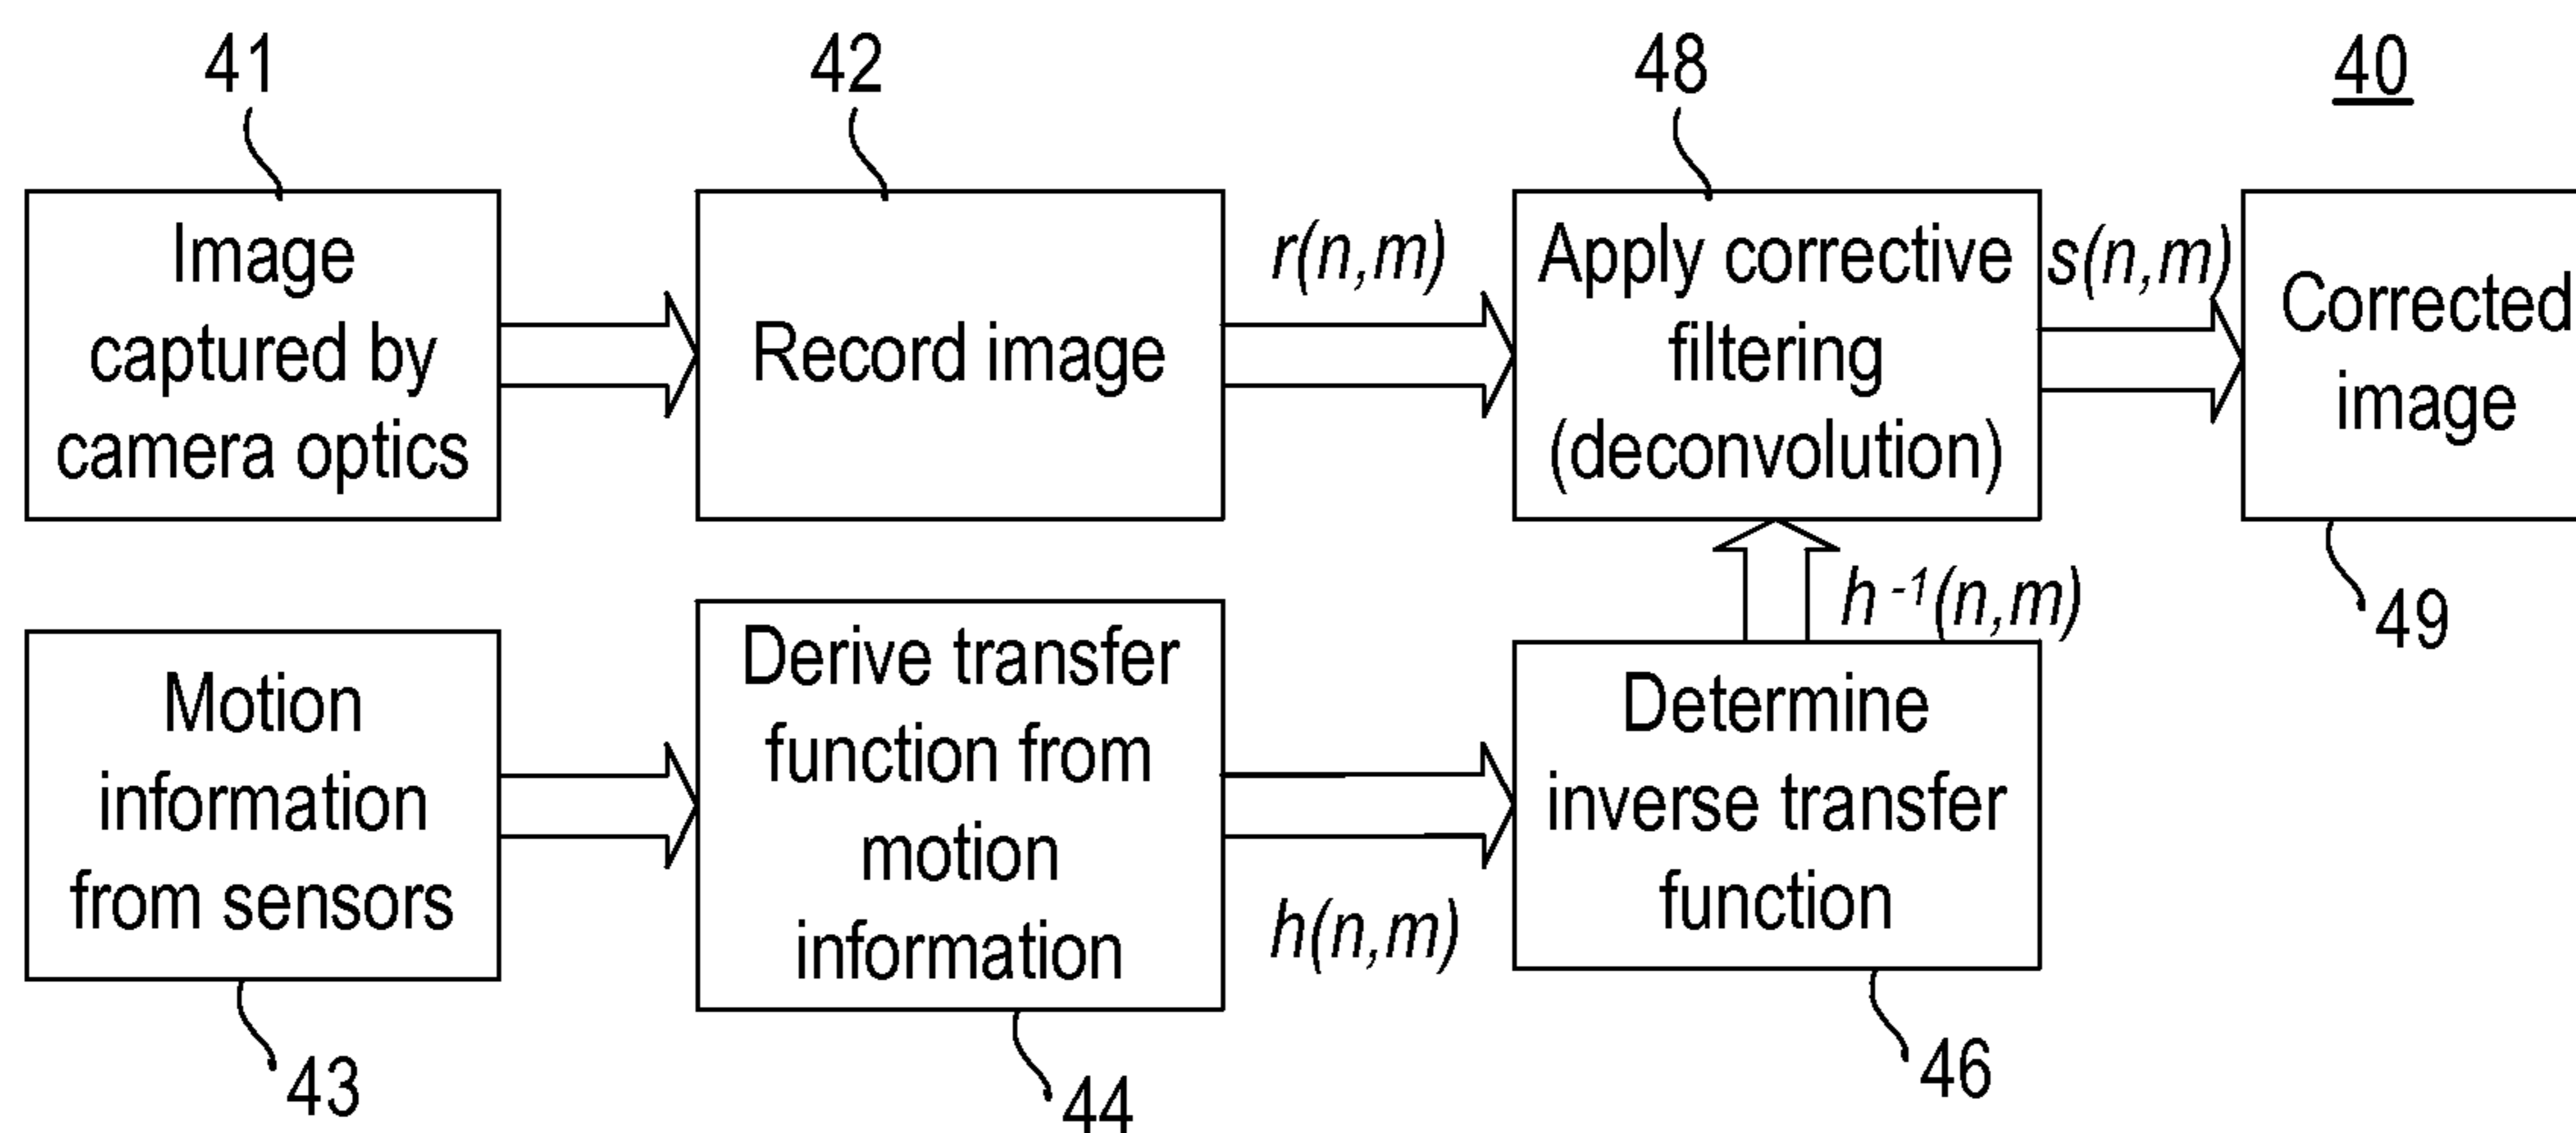 41
42
48
40
Image
captured by
camera optics
Record image
r(n,m)
Apply corrective
filtering
(deconvolution)
s(n,m)
Corrected
image
49
h -1(n,m)
Motion
information
from sensors
43
Derive transfer
function from
motion
information
44
h(n,m)
Determine
inverse transfer
function
46